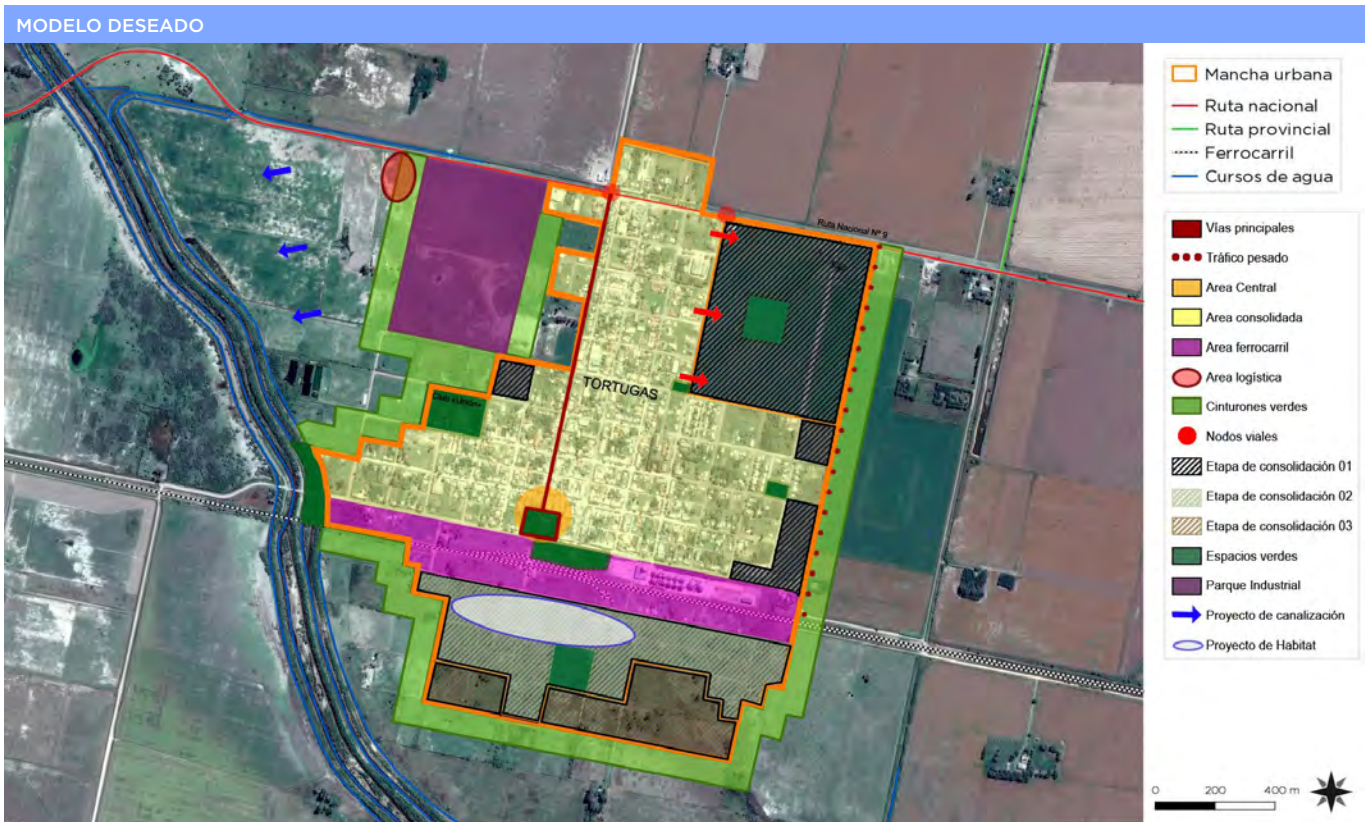 MODELO DESEADO
Mancha urbana
Ruta nacional
Ruta provincial
Ferrocarril
Cursos de agua
Ruta Nacional Nº 9
TORTUGAS
Vías principales
Tráfico pesado
Area Central
Area consolidada
Area ferrocarril
Area logística
Cinturones verdes
Nodos viales
Etapa de consolidación 01
Etapa de consolidación 02
Etapa de consolidación 03
Espacios verdes
Parque Industrial
Proyecto de canalización
Proyecto de Habitat
0 200 400 m